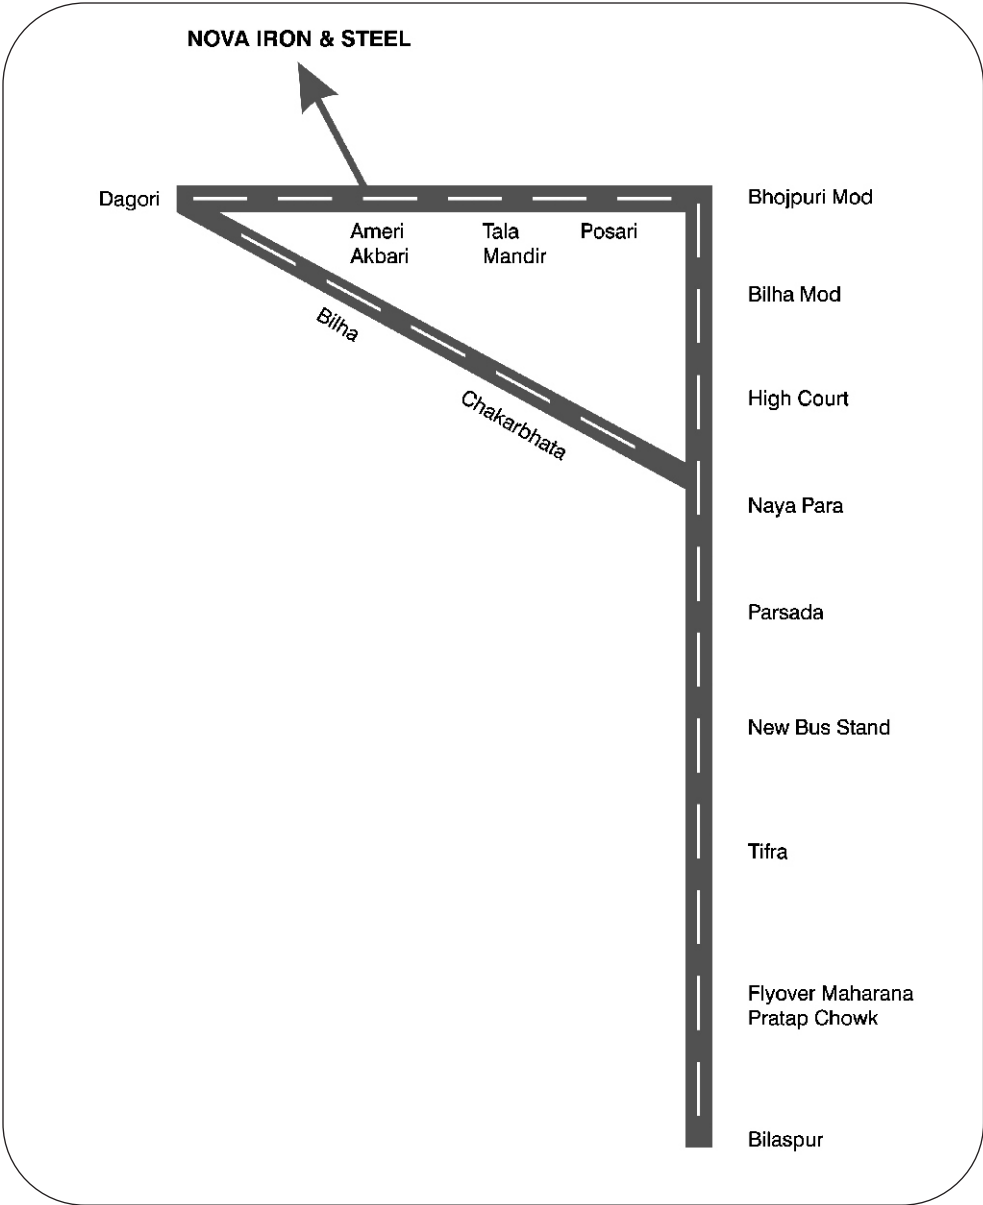 NOVA IRON & STEEL
Dagori
Bhojpuri Mod
Ameri
Akbari
Tala
Mandir
Posari
Bilha Mod
Bilha
High Court
Chakarbhata
Naya Para
Parsada
New Bus Stand
Tifra
Flyover Maharana
Pratap Chowk
Bilaspur